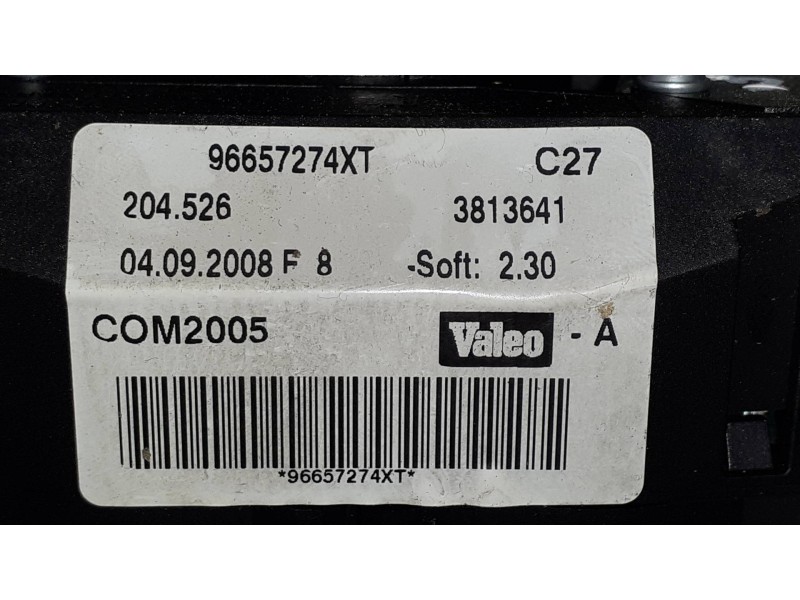 96657274XT C27
204.526 3813641
04.09.2008 F 8 -Soft: 2.30
COM2005 Valeo - A
*96657274XT*